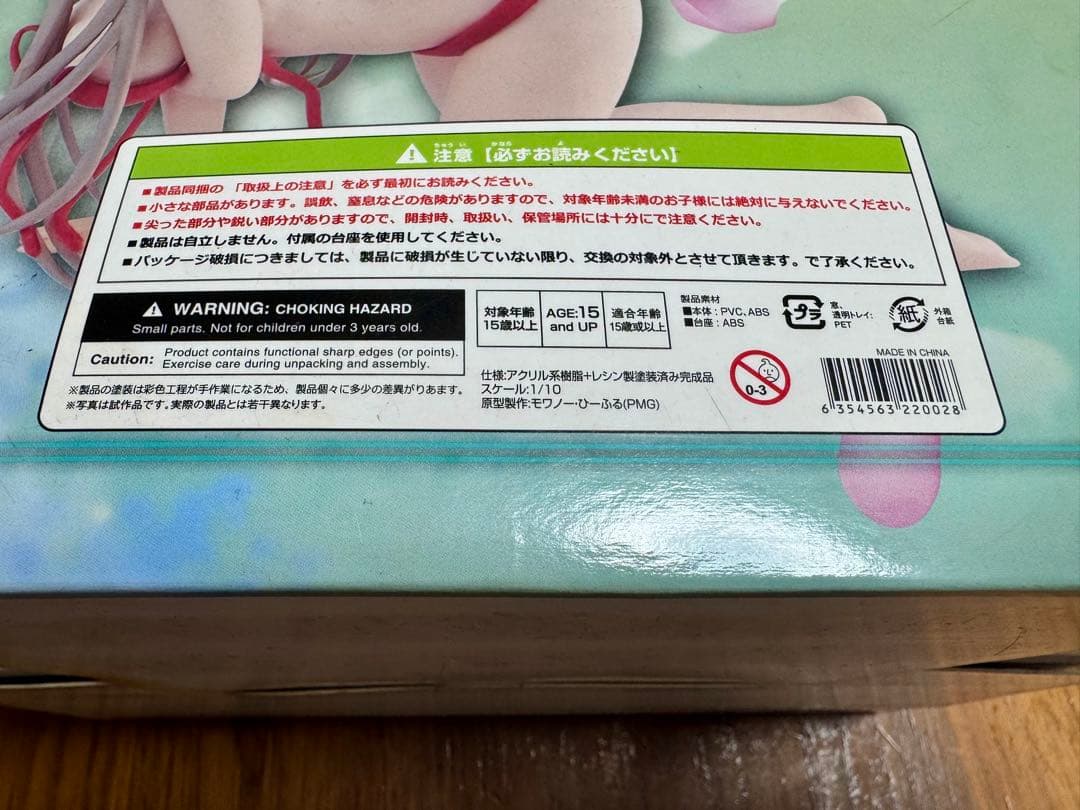 ⚠ 注意【必ずお読みください】
■製品同捆の「取扱上の注意」を必ず最初にお読みください。
■小さな部品があります。誤飲、窒息などの危険がありますので、対象年齢未満のお子様には絶対に与えないでください。
■尖った部分や鋭い部分がありますので、開封時、取扱い、保管場所には十分にで注意ください。
■製品は自立しません。付属の台座を使用してください。
■パッケージ破損につきましては、製品に破損が生じていない限り、交換の対象外とさせて頂きます。で了承ください。
⚠ WARNING: CHOKING HAZARD
Small parts. Not for children under 3 years old.
Caution: Product contains functional sharp edges (or points).
Exercise care during unpacking and assembly.
※製品の塗装は彩色工程が手作業になるため、製品個々に多少の差異があります。
※写真は試作品です。実際の製品とは若干異なります。
対象年齢
15歳以上
AGE:15
and UP
適合年齢
15歳或以上
製品素材
■本体：PVC,ABS
■台座：ABS
仕様:アクリル系樹脂+レシン製塗装済み完成品
スケール:1/10
原型製作:モワノー・ひーふる(PMG)
プラ
窓、
透明トレイ:
PET
紙
外箱
台紙
0-3
MADE IN CHINA
6 354563 220028